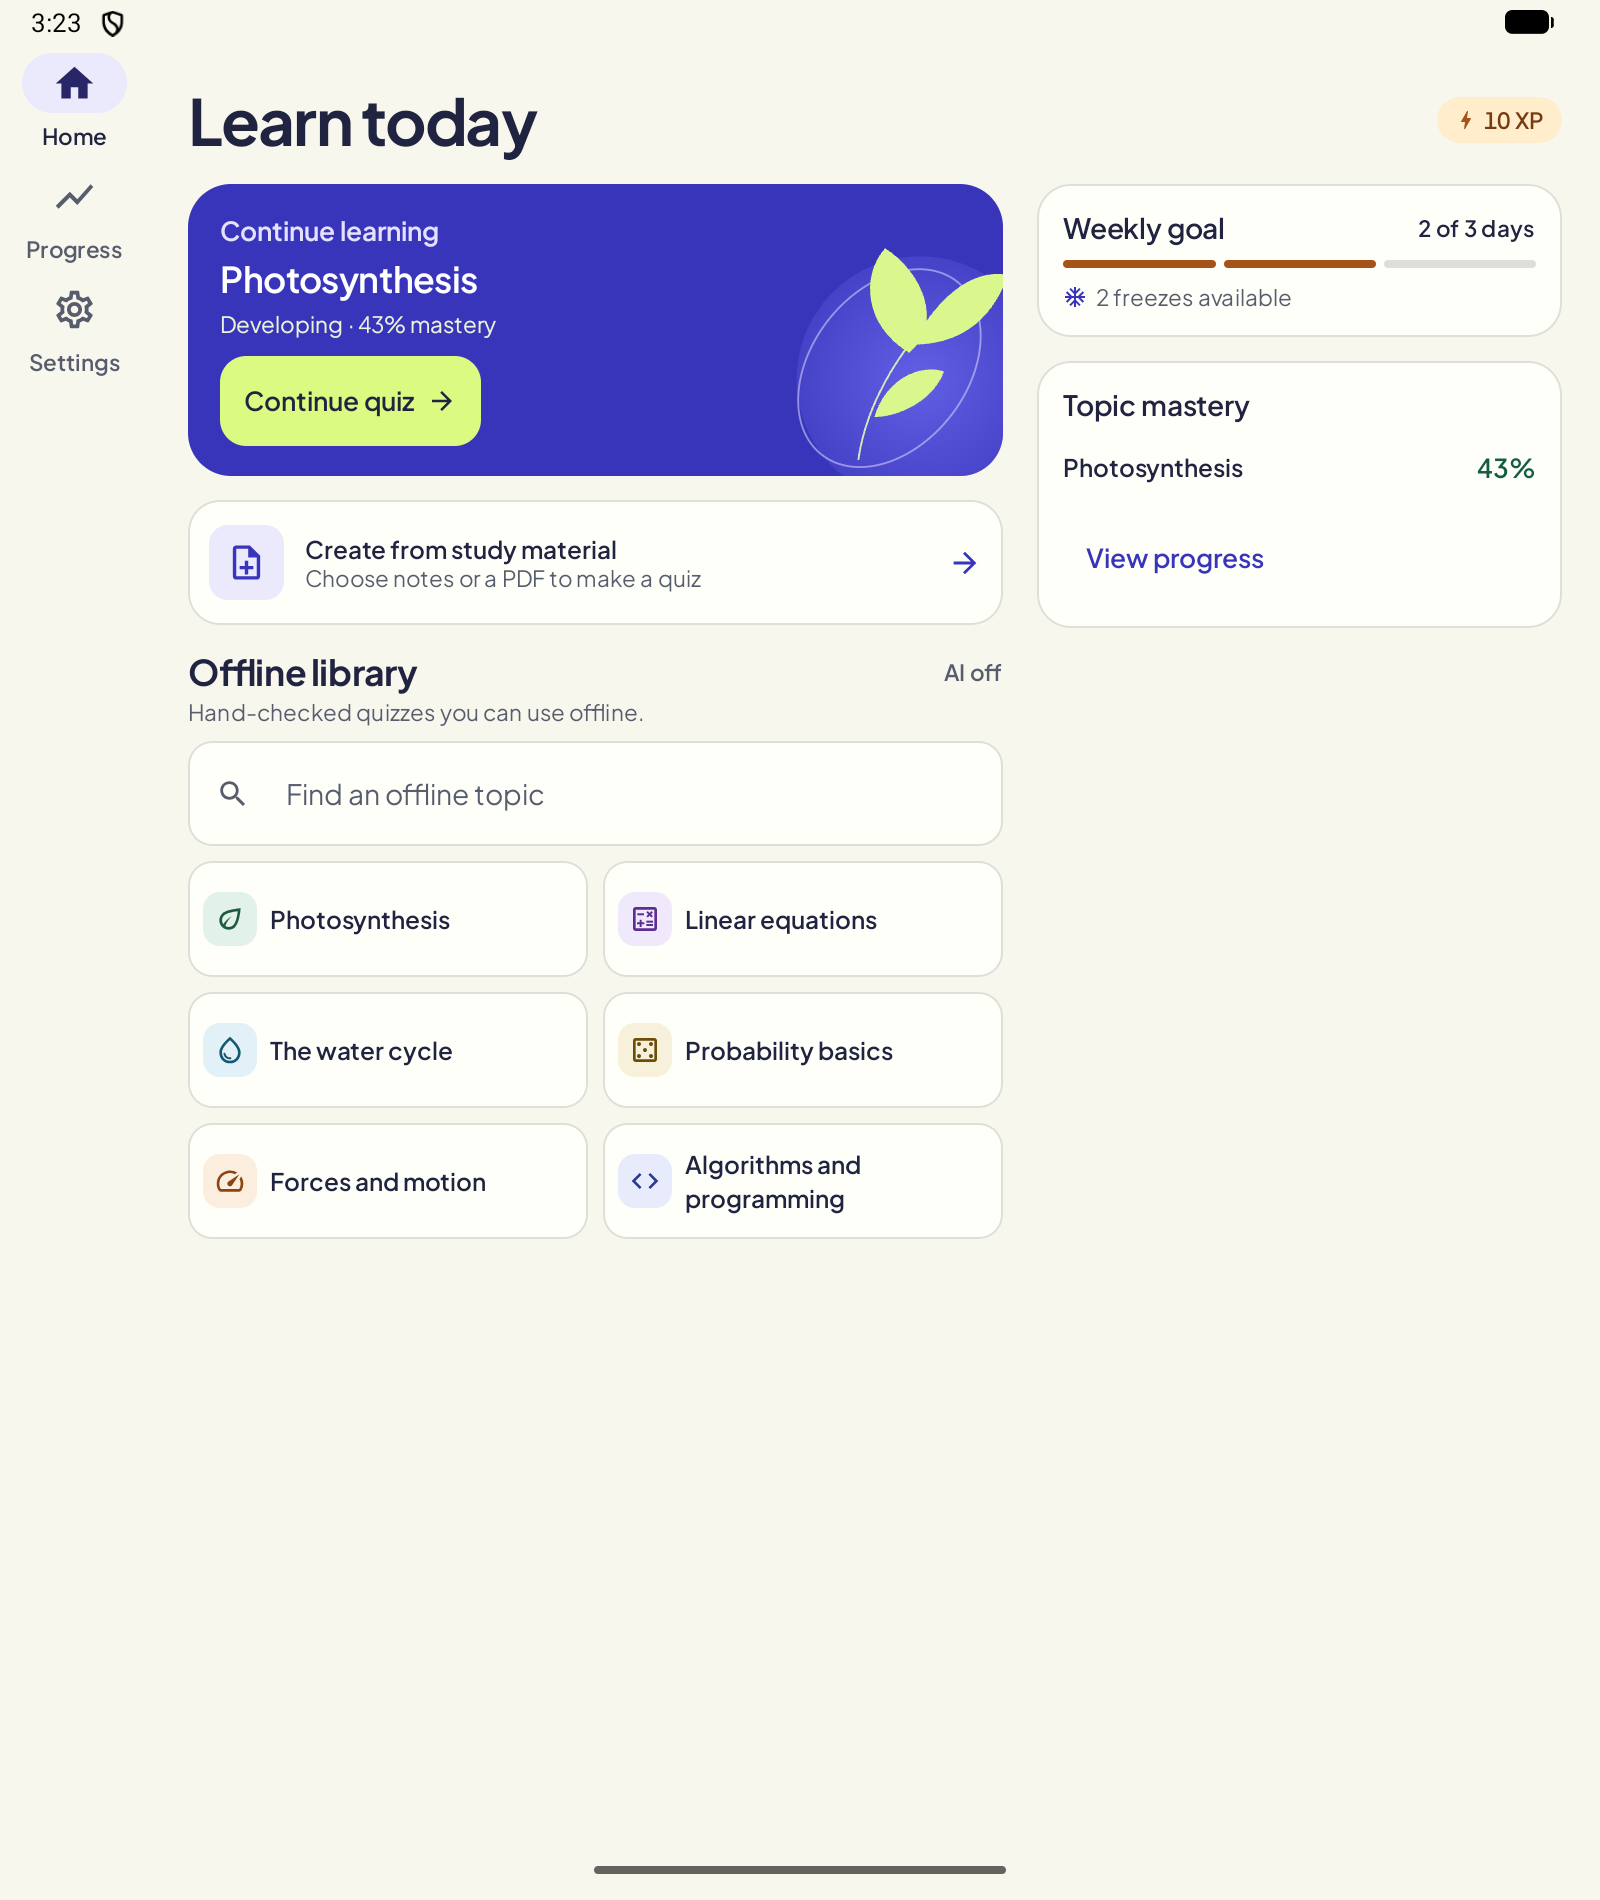 3:23
Home
Progress
Settings
Learn today
10 XP
Continue learning
Photosynthesis
Developing · 43% mastery
Continue quiz
Create from study material
Choose notes or a PDF to make a quiz
Weekly goal
2 of 3 days
2 freezes available
Topic mastery
Photosynthesis
43%
View progress
Offline library
AI off
Hand-checked quizzes you can use offline.
Find an offline topic
Photosynthesis
Linear equations
The water cycle
Probability basics
Forces and motion
Algorithms and
programming